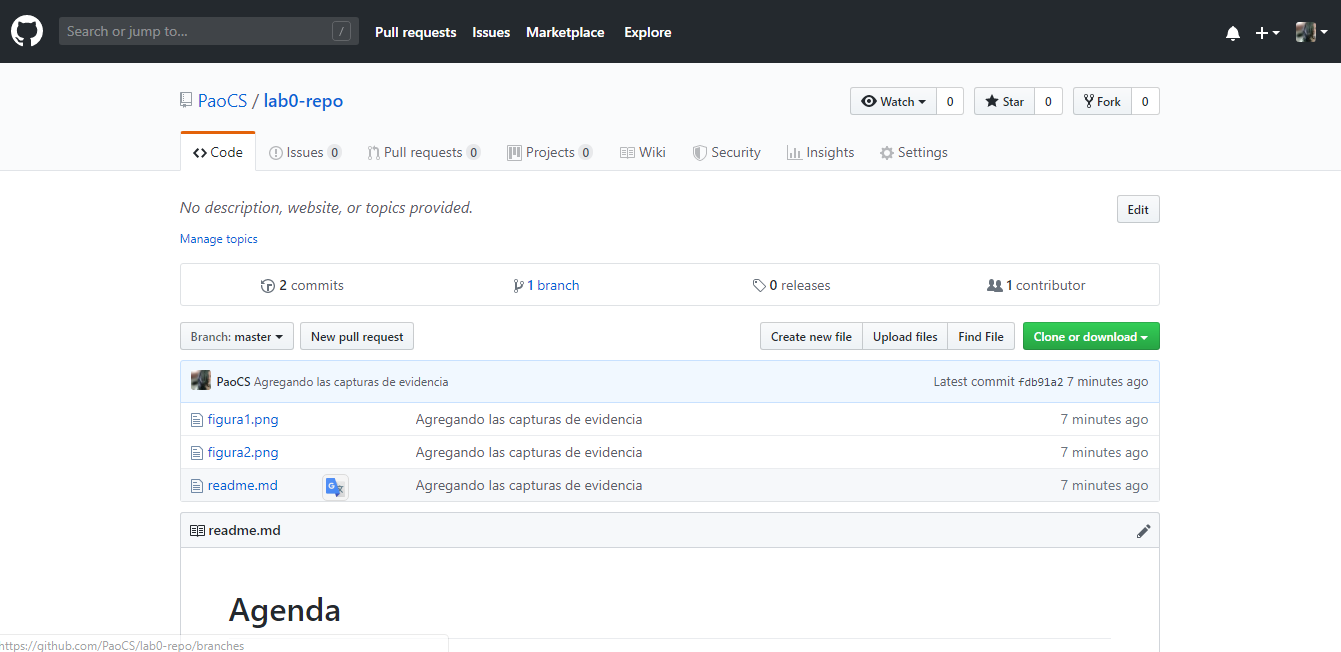 Search or jump to... /
Pull requests Issues Marketplace Explore
PaoCS / lab0-repo
Watch 0 Star 0 Fork 0
Code Issues 0 Pull requests 0 Projects 0 Wiki Security Insights Settings
No description, website, or topics provided.
Edit
Manage topics
2 commits 1 branch 0 releases 1 contributor
Branch: master New pull request Create new file Upload files Find File Clone or download
PaoCS Agregando las capturas de evidencia Latest commit fdb91a2 7 minutes ago
figura1.png Agregando las capturas de evidencia 7 minutes ago
figura2.png Agregando las capturas de evidencia 7 minutes ago
readme.md G Agregando las capturas de evidencia 7 minutes ago
readme.md
Agenda
https://github.com/PaoCS/lab0-repo/branches